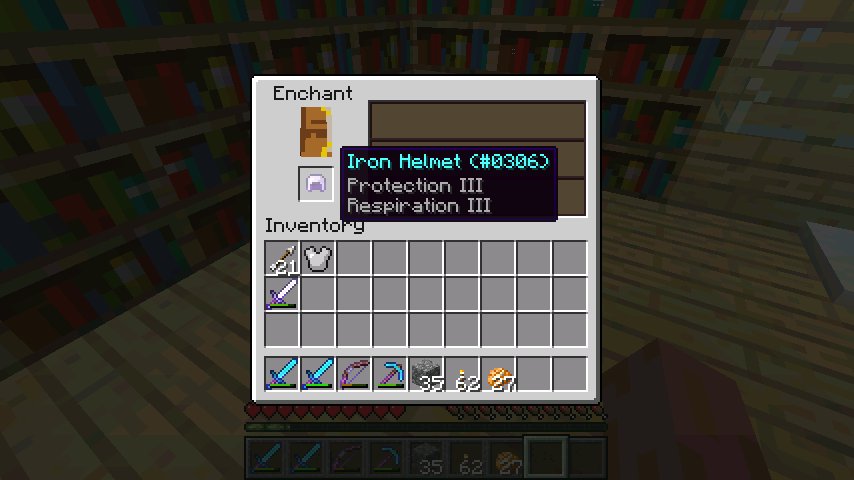 Enchant
Iron Helmet (#0306)
Protection III
Respiration III
Inventory
21
35 62 27
35 62 27